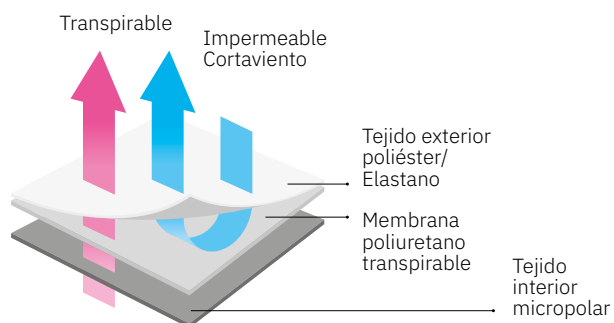 Transpirable
Impermeable
Cortaviento
Tejido exterior
poliéster/
Elastano
Membrana
poliuretano
transpirable
Tejido
interior
micropolar